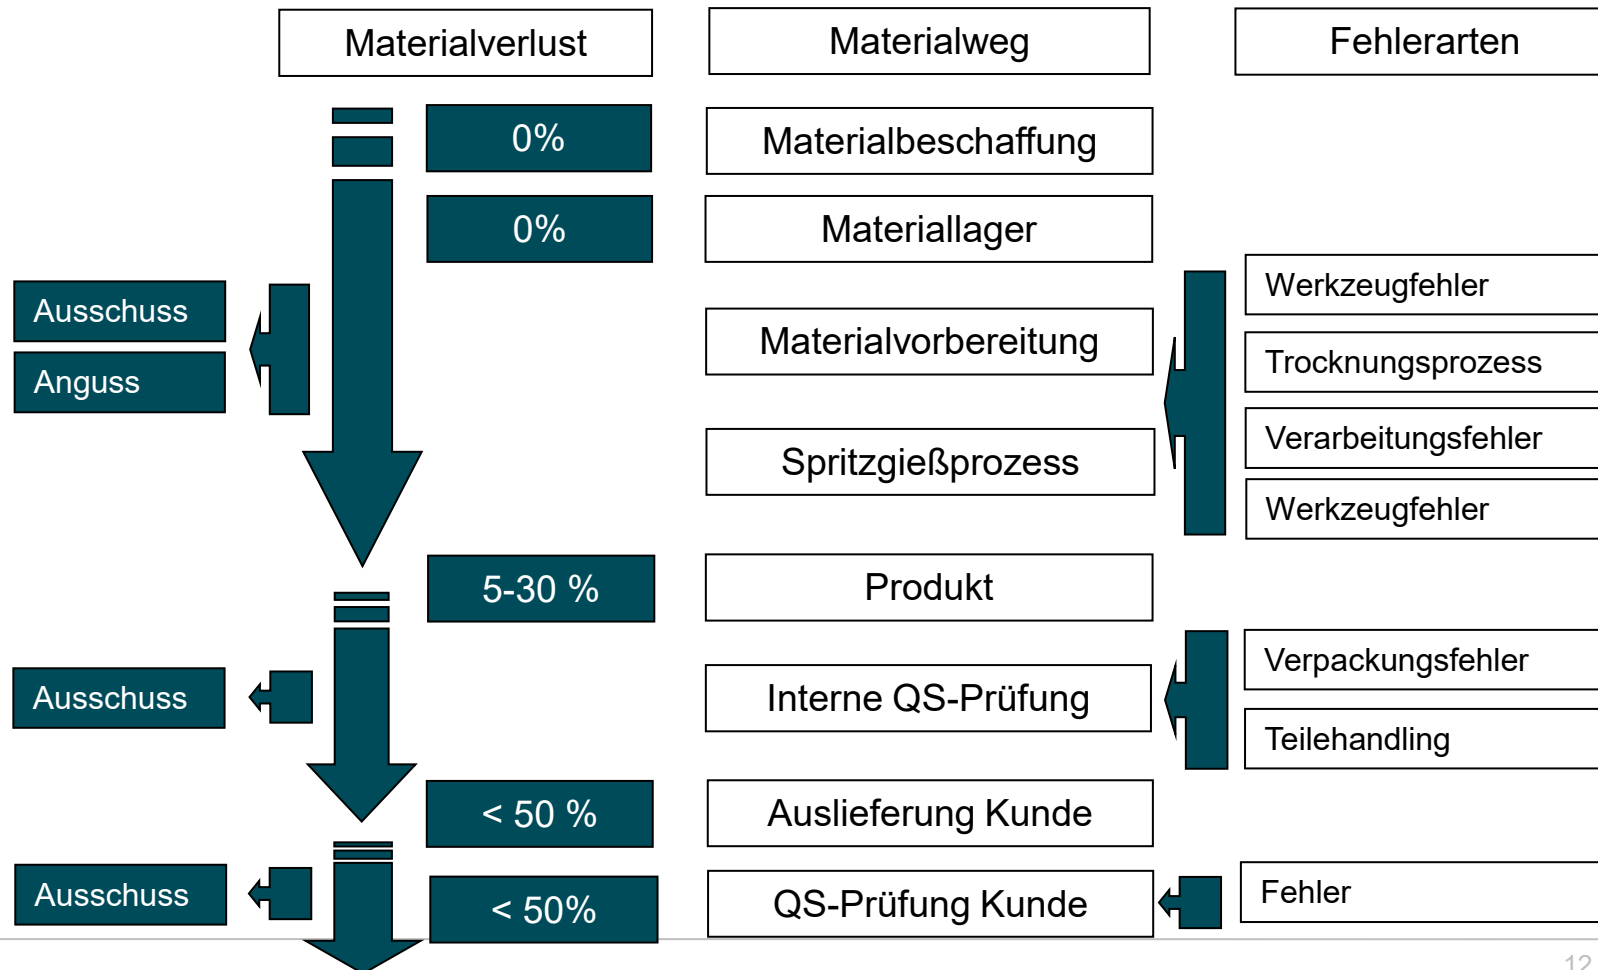 Materialverlust
Materialweg
Fehlerarten
0%
Materialbeschaffung
0%
Materiallager
Werkzeugfehler
Ausschuss
Materialvorbereitung
Trocknungsprozess
Anguss
Verarbeitungsfehler
Spritzgießprozess
Werkzeugfehler
5-30 %
Produkt
Verpackungsfehler
Ausschuss
Interne QS-Prüfung
Teilehandling
< 50 %
Auslieferung Kunde
Ausschuss
< 50%
QS-Prüfung Kunde
Fehler
12